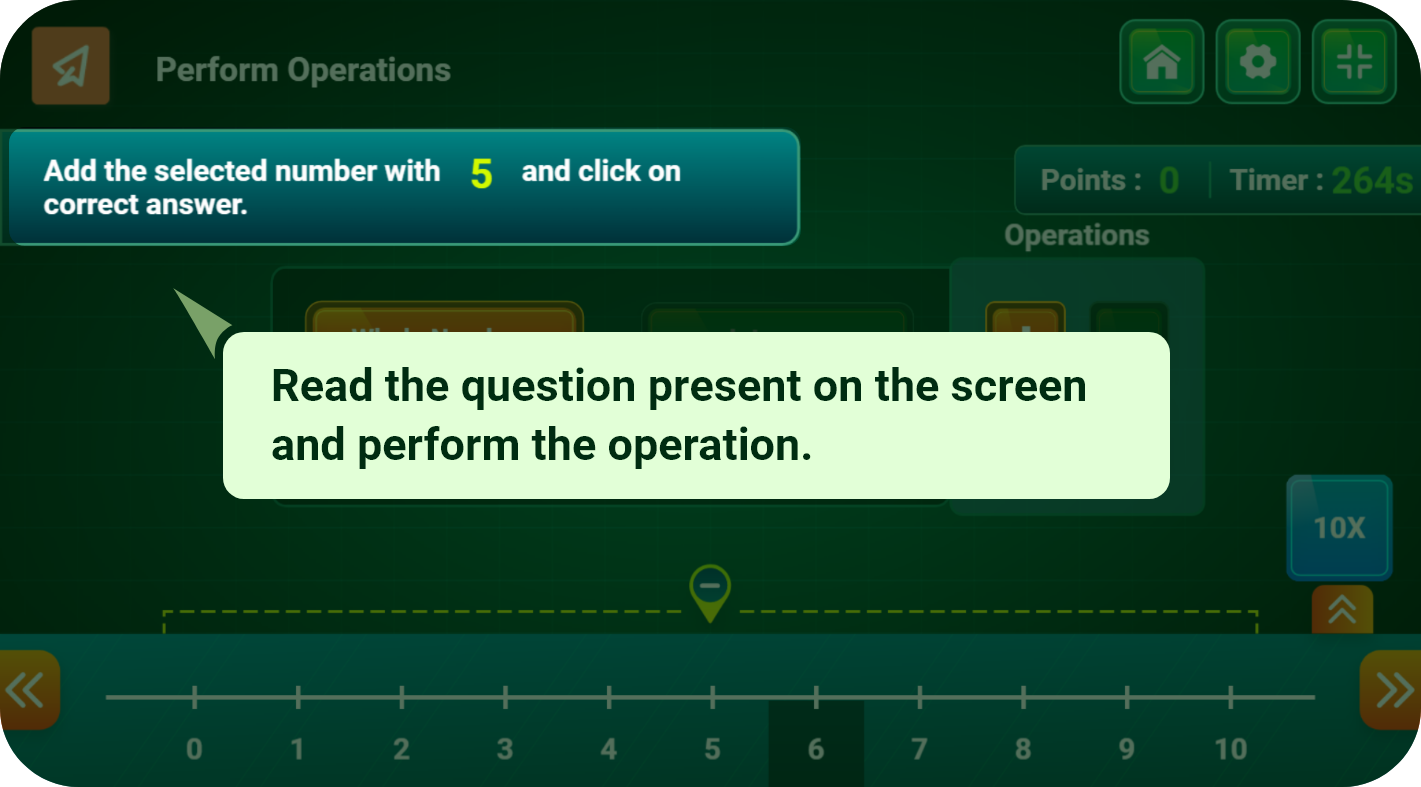 Perform Operations
Add the selected number with 5 and click on
correct answer.
Points : 0 Timer : 264s
Operations
Read the question present on the screen
and perform the operation.
10X
0 1 2 3 4 5 6 7 8 9 10